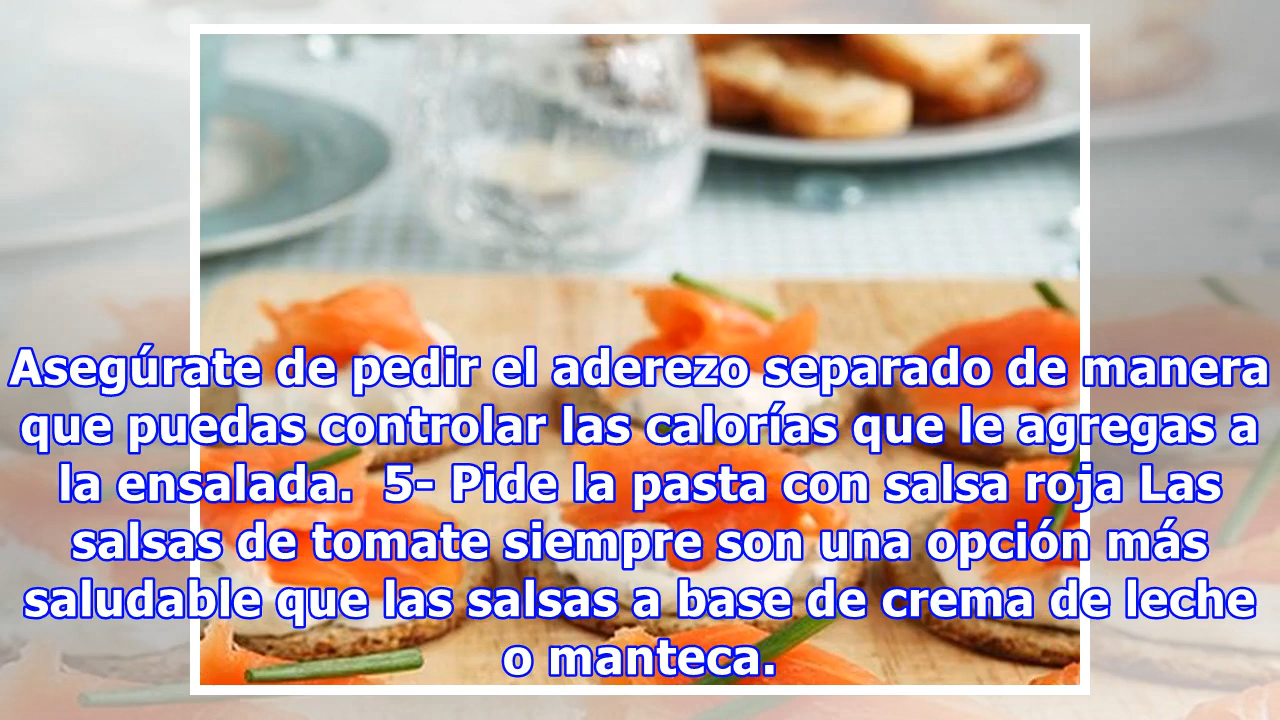 Asegúrate de pedir el aderezo separado de manera
que puedas controlar las calorías que le agregas a
la ensalada.  5- Pide la pasta con salsa roja Las
salsas de tomate siempre son una opción más
saludable que las salsas a base de crema de leche
o manteca.